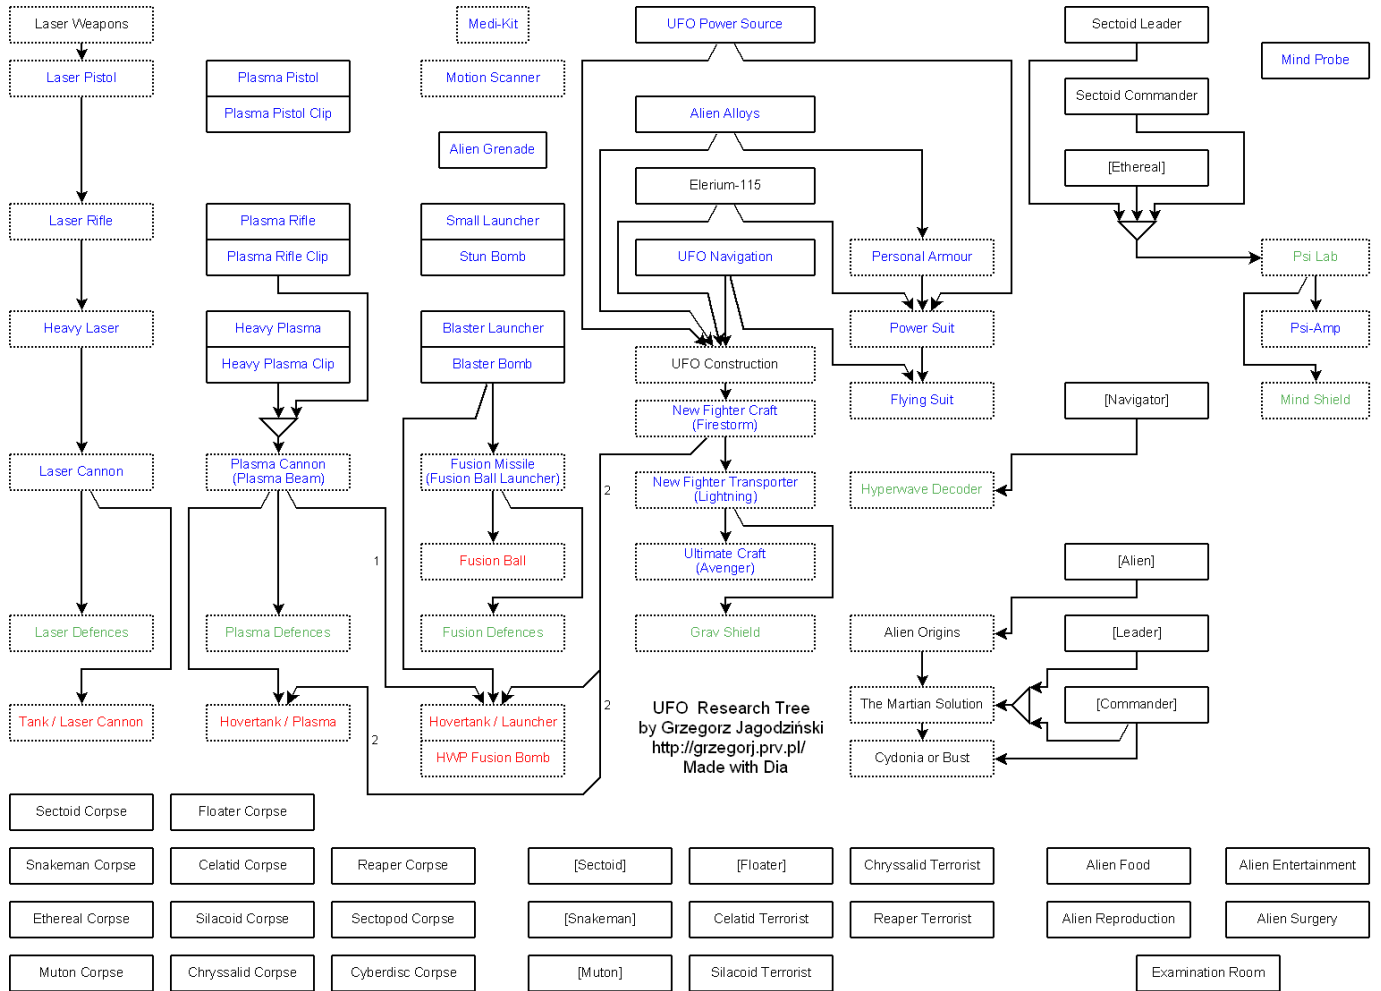 Laser Weapons
Medi-Kit
UFO Power Source
Sectoid Leader
Mind Probe
Laser Pistol
Plasma Pistol
Motion Scanner
Sectoid Commander
Plasma Pistol Clip
Alien Alloys
Alien Grenade
[Ethereal]
Elerium-115
Laser Rifle
Plasma Rifle
Small Launcher
Plasma Rifle Clip
Stun Bomb
UFO Navigation
Personal Armour
Psi Lab
Heavy Laser
Heavy Plasma
Blaster Launcher
Power Suit
Psi-Amp
Heavy Plasma Clip
Blaster Bomb
UFO Construction
Flying Suit
[Navigator]
Mind Shield
New Fighter Craft
(Firestorm)
Laser Cannon
Plasma Cannon
(Plasma Beam)
Fusion Missile
(Fusion Ball Launcher)
2
New Fighter Transporter
(Lightning)
Hyperwave Decoder
1
Fusion Ball
Ultimate Craft
(Avenger)
[Alien]
Laser Defences
Plasma Defences
Fusion Defences
Grav Shield
Alien Origins
[Leader]
Tank / Laser Cannon
Hovertank / Plasma
2
Hovertank / Launcher
HWP Fusion Bomb
2
UFO Research Tree
by Grzegorz Jagodziński
http://grzegorj.prv.pl/
Made with Dia
The Martian Solution
[Commander]
Cydonia or Bust
Sectoid Corpse
Floater Corpse
Snakeman Corpse
Celatid Corpse
Reaper Corpse
[Sectoid]
[Floater]
Chryssalid Terrorist
Alien Food
Alien Entertainment
Ethereal Corpse
Silacoid Corpse
Sectopod Corpse
[Snakeman]
Celatid Terrorist
Reaper Terrorist
Alien Reproduction
Alien Surgery
Muton Corpse
Chryssalid Corpse
Cyberdisc Corpse
[Muton]
Silacoid Terrorist
Examination Room